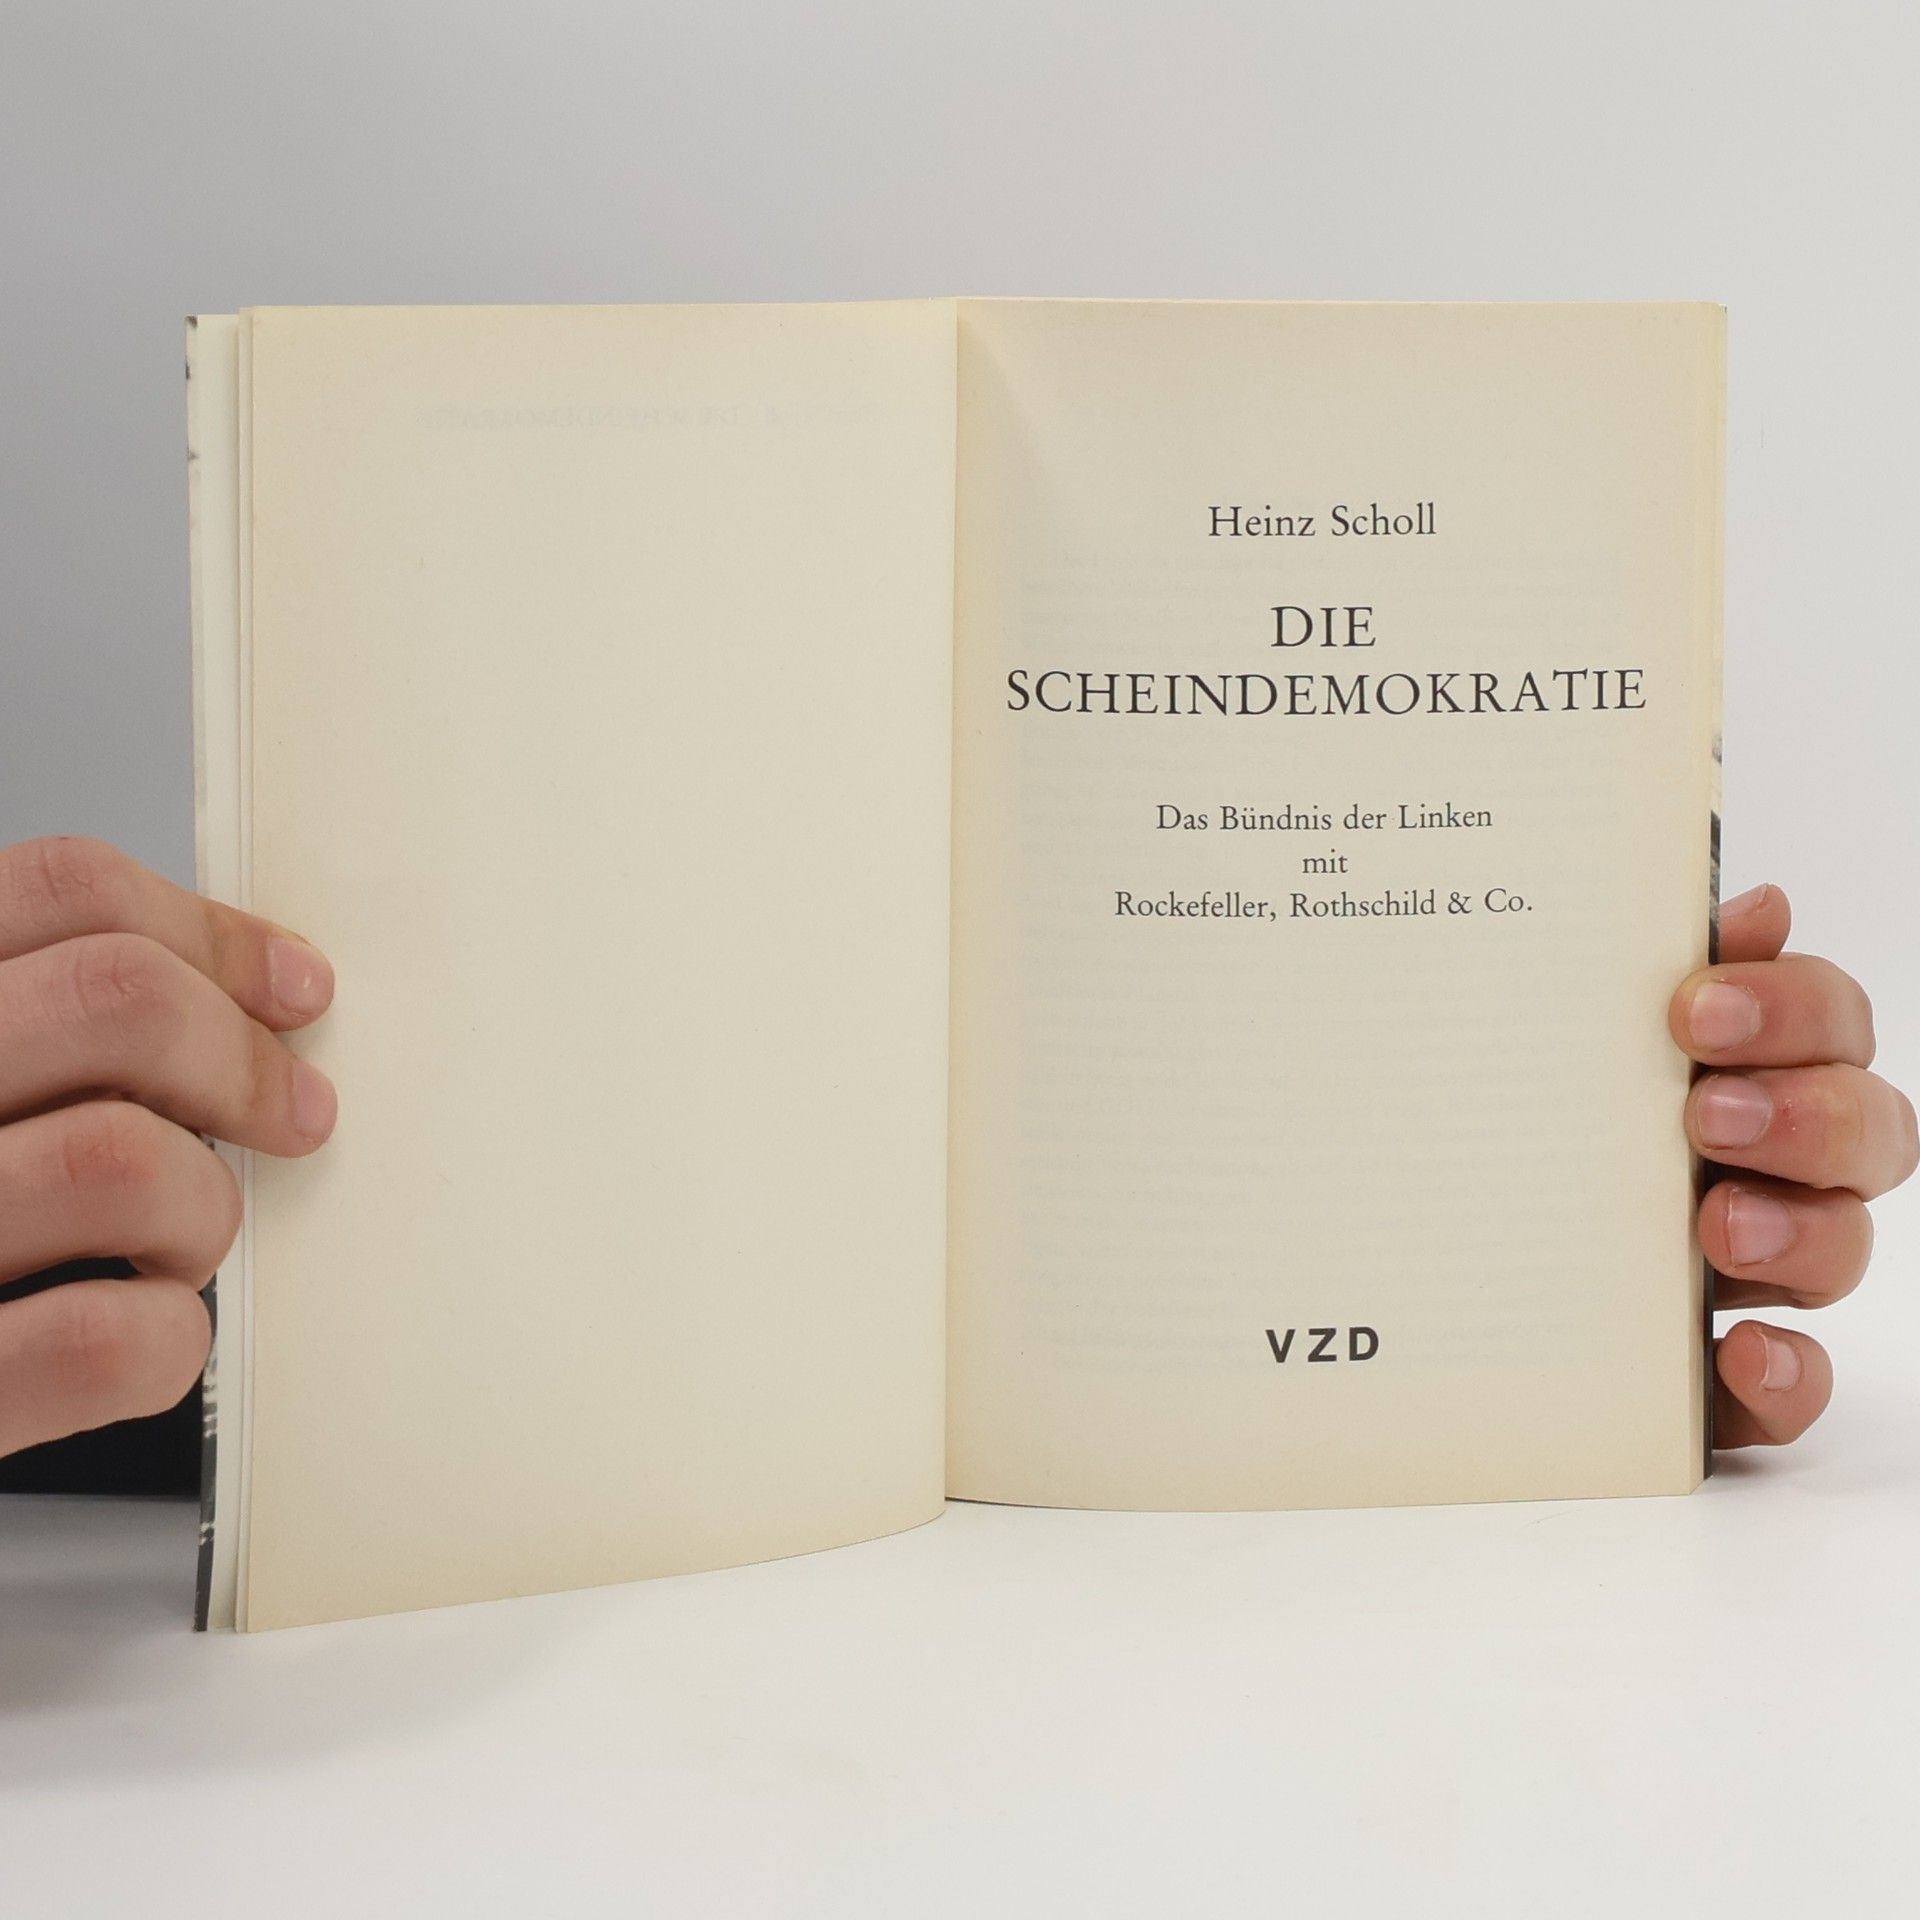 Heinz Scholl
DIE
SCHEINDEMOKRATIE
Das Bündnis der Linken
mit
Rockefeller, Rothschild & Co.
VZD